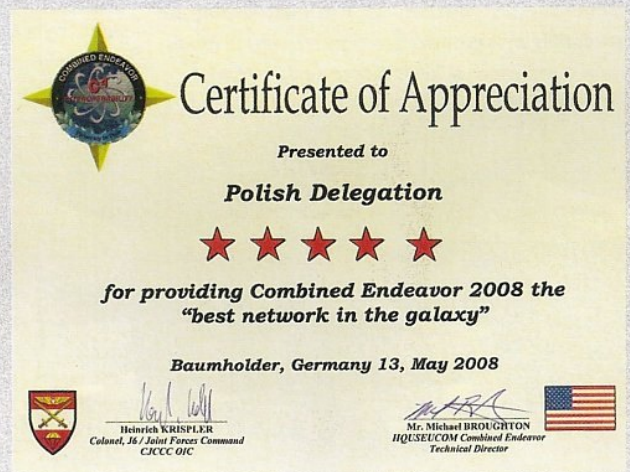 COMBINED ENDEAVOR
Certificate of Appreciation
Presented to
Polish Delegation
for providing Combined Endeavor 2008 the
“best network in the galaxy”
Baumholder, Germany 13, May 2008
Heinrich KRISPLER
Colonel, J6 / Joint Forces Command
CJCCC OIC
Mr. Michael BROUGHTON
HQUSEUCOM Combined Endeavor
Technical Director